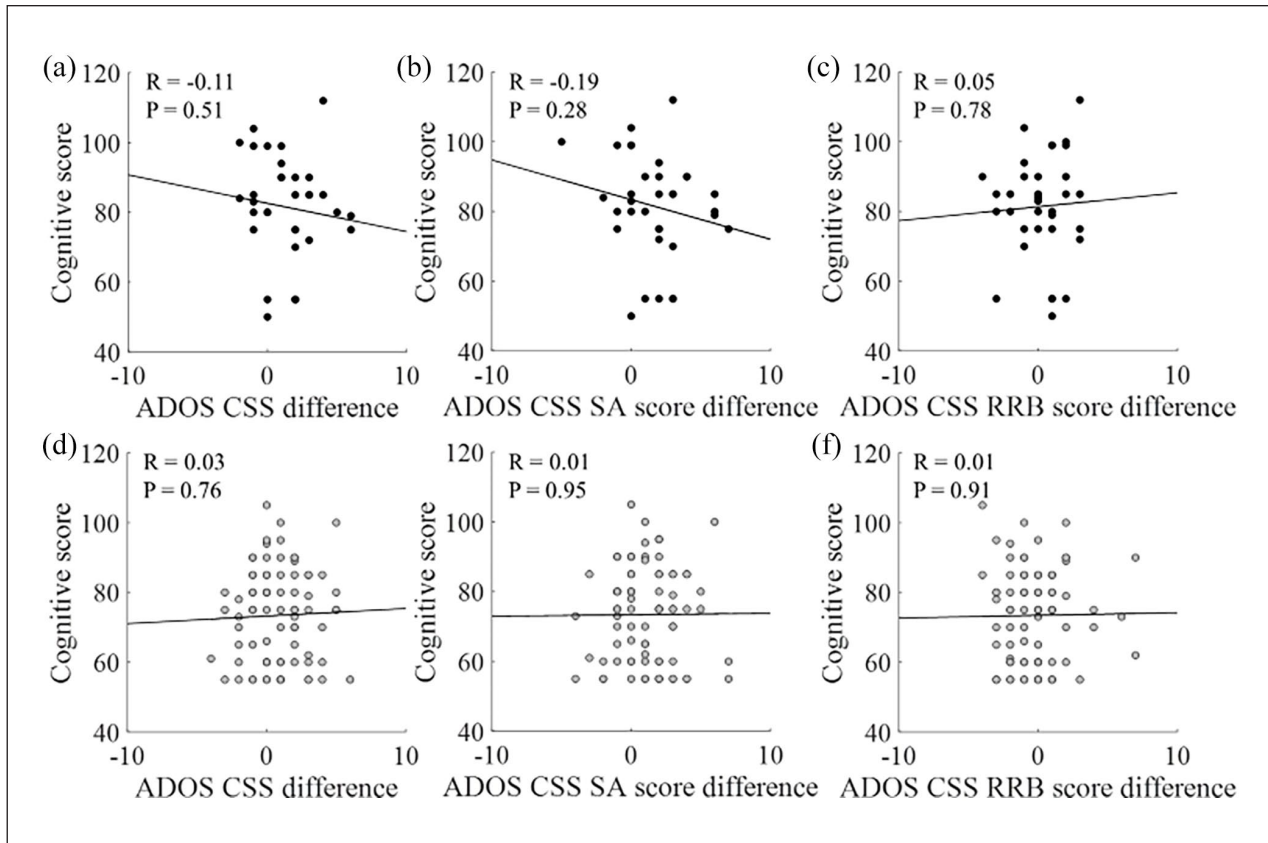 (a)
R = -0.11
P = 0.51
120
100
80
60
40
Cognitive score
-10 0 10
ADOS CSS difference
(b)
R = -0.19
P = 0.28
120
100
80
60
40
Cognitive score
-10 0 10
ADOS CSS SA score difference
(c)
R = 0.05
P = 0.78
120
100
80
60
40
Cognitive score
-10 0 10
ADOS CSS RRB score difference
(d)
R = 0.03
P = 0.76
120
100
80
60
40
Cognitive score
-10 0 10
ADOS CSS difference
R = 0.01
P = 0.95
120
100
80
60
40
Cognitive score
-10 0 10
ADOS CSS SA score difference
(f)
R = 0.01
P = 0.91
120
100
80
60
40
Cognitive score
-10 0 10
ADOS CSS RRB score difference